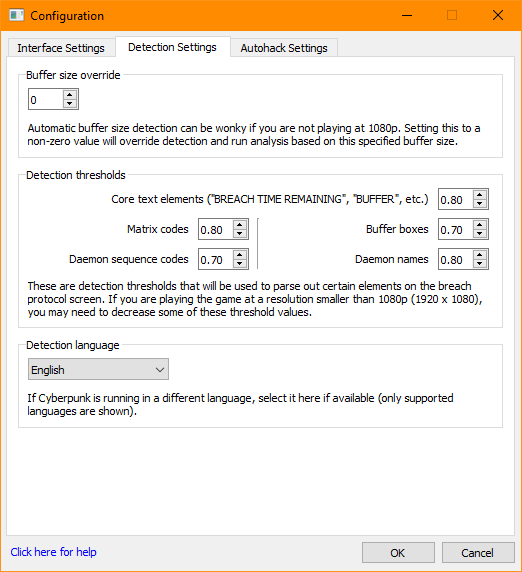 Configuration
Interface Settings
Detection Settings
Autohack Settings
Buffer size override
0
Automatic buffer size detection can be wonky if you are not playing at 1080p. Setting this to a
non-zero value will override detection and run analysis based on this specified buffer size.
Detection thresholds
Core text elements ("BREACH TIME REMAINING", "BUFFER", etc.) 0.80
Matrix codes 0.80
Buffer boxes 0.70
Daemon sequence codes 0.70
Daemon names 0.80
These are detection thresholds that will be used to parse out certain elements on the breach
protocol screen. If you are playing the game at a resolution smaller than 1080p (1920 x 1080),
you may need to decrease some of these threshold values.
Detection language
English
If Cyberpunk is running in a different language, select it here if available (only supported
languages are shown).
Click here for help
OK
Cancel